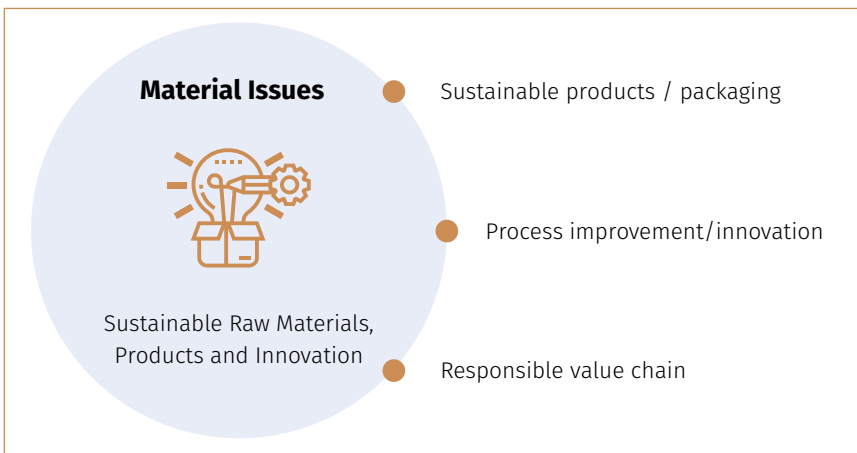 Material Issues
Sustainable products / packaging
Process improvement/innovation
Sustainable Raw Materials,
Products and Innovation
Responsible value chain